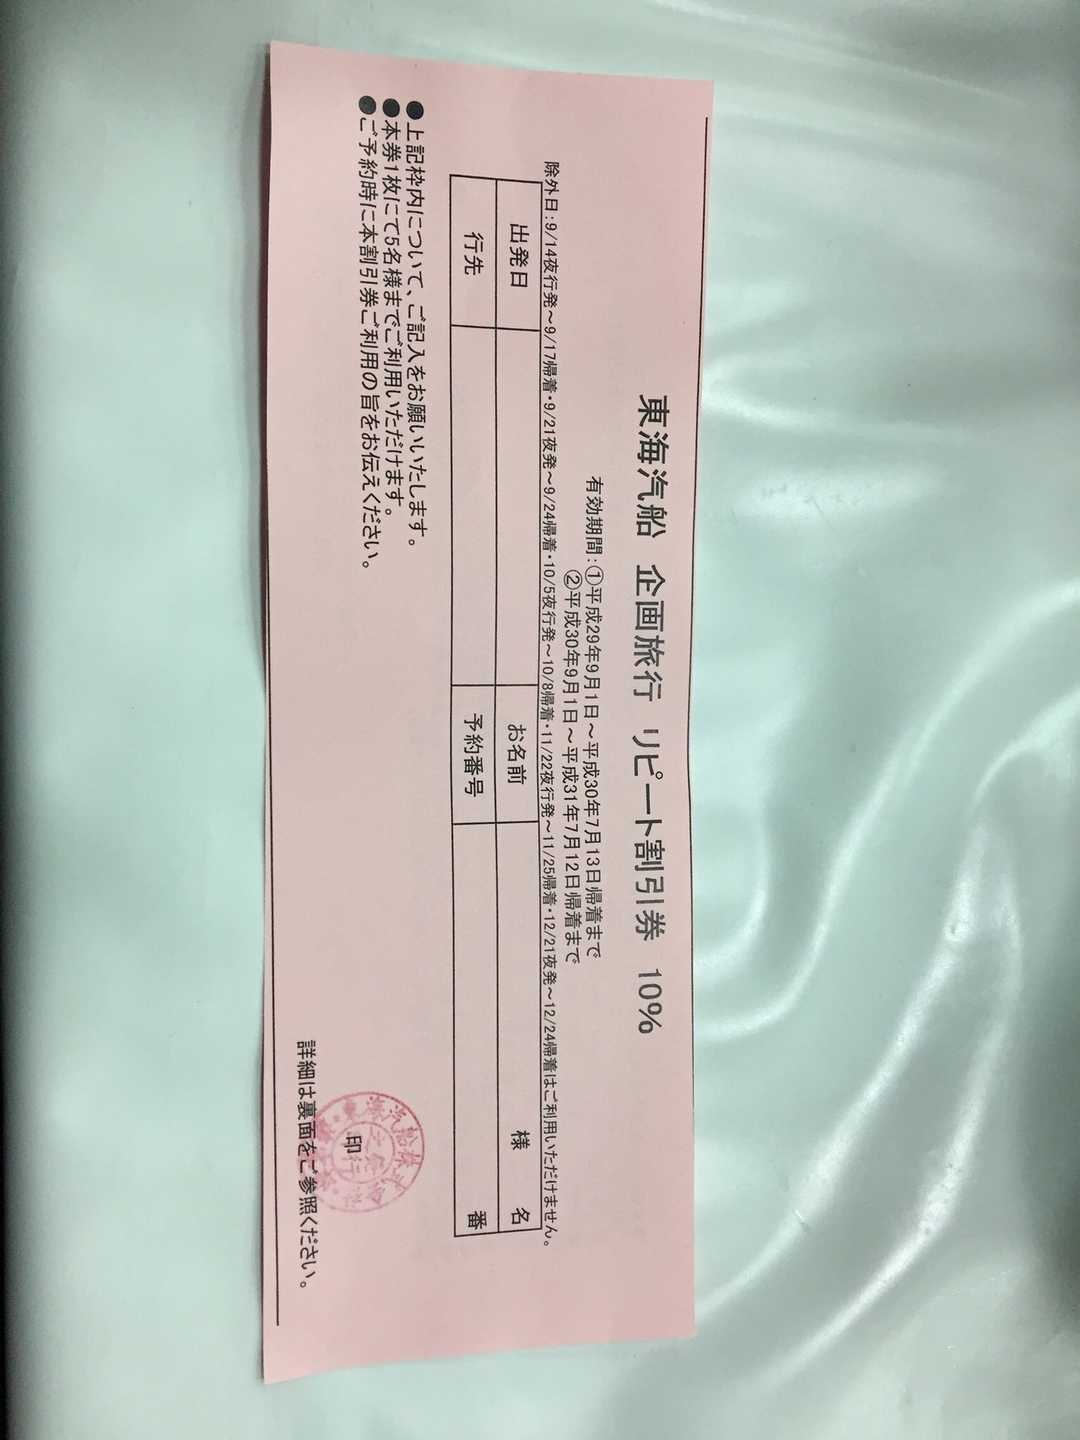 東海汽船 企画旅行 リピート割引券 10%
有効期間:①平成29年9月1日～平成30年7月13日帰着まで
②平成30年9月1日～平成31年7月12日帰着まで
除外日:9/14夜行発～9/17帰着・9/21夜発～9/24帰着・10/5夜行発～10/8帰着・11/22夜行発～11/25帰着・12/21夜発～12/24帰着はご利用いただけません。
出発日 お名前 様 名
行先 予約番号 番
●上記枠内について、ご記入をお願いいたします。
●本券1枚にて5名様までご利用いただけます。
●ご予約時に本割引券ご利用の旨をお伝えください。
印
詳細は裏面をご参照ください。